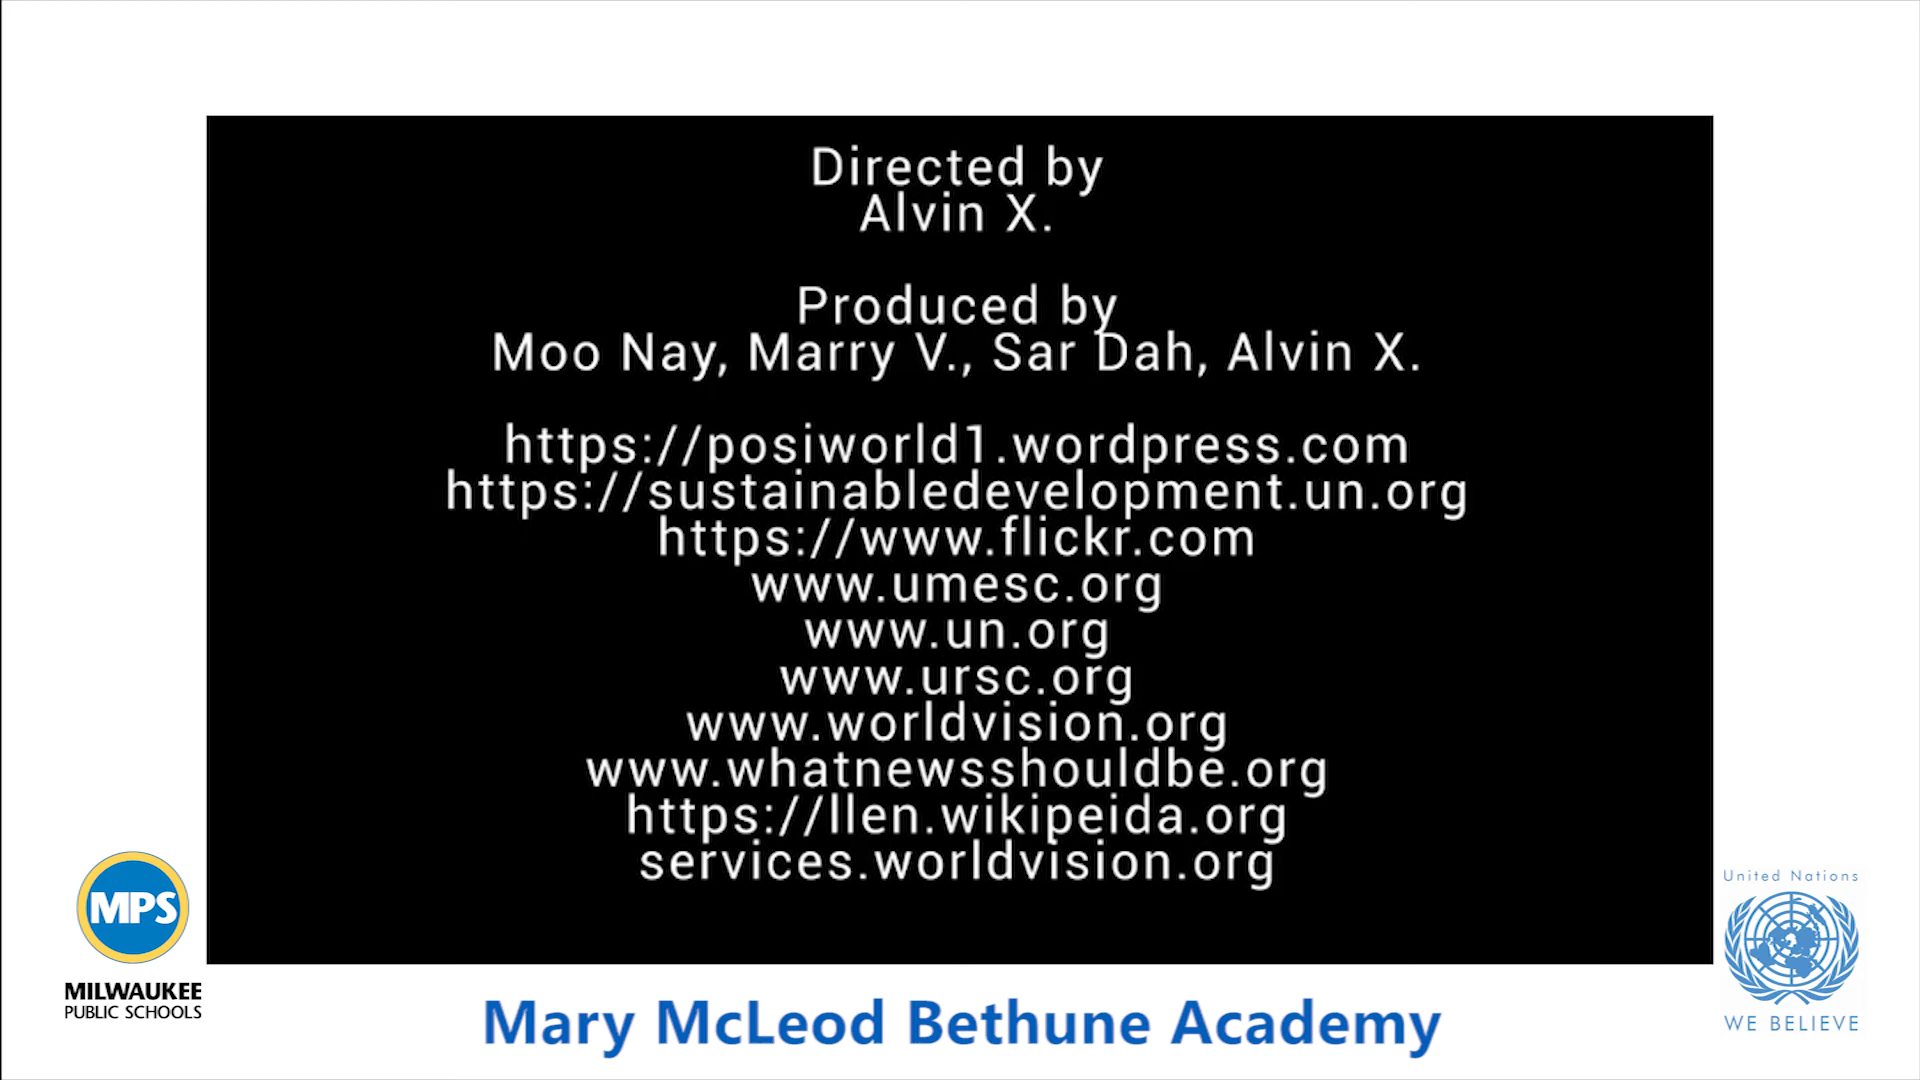 Directed by
Alvin X.
Produced by
Moo Nay, Marry V., Sar Dah, Alvin X.
https://posiworld1.wordpress.com
https://sustainabledevelopment.un.org
https://www.flickr.com
www.umesc.org
www.un.org
www.ursc.org
www.worldvision.org
www.whatnewsshouldbe.org
https://llen.wikipeida.org
services.worldvision.org
MPS
MILWAUKEE
PUBLIC SCHOOLS
United Nations
WE BELIEVE
Mary McLeod Bethune Academy